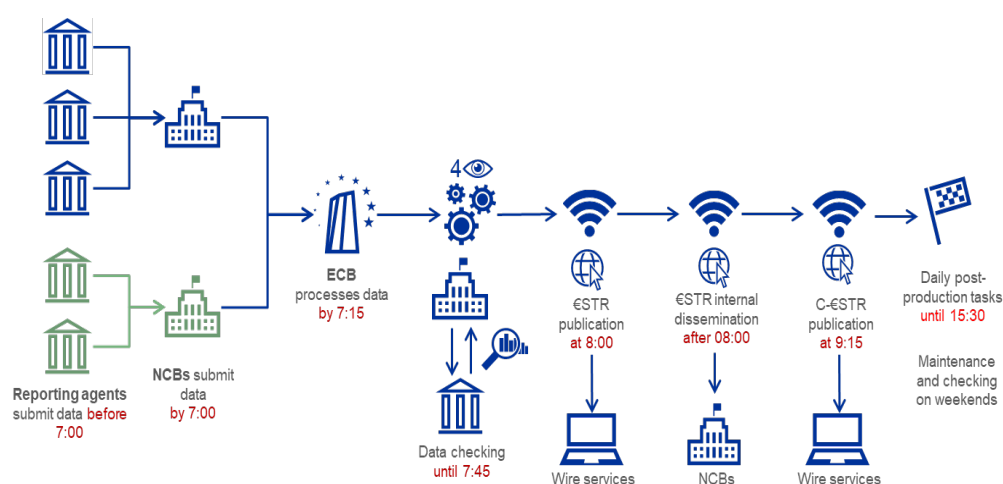 Reporting agents
submit data before
7:00
NCBs submit
data
by 7:00
ECB
processes data
by 7:15
4
Data checking
until 7:45
€STR
publication
at 8:00
Wire services
€STR internal
dissemination
after 08:00
NCBs
C-€STR
publication
at 9:15
Wire services
Daily post-
production tasks
until 15:30
Maintenance
and checking
on weekends